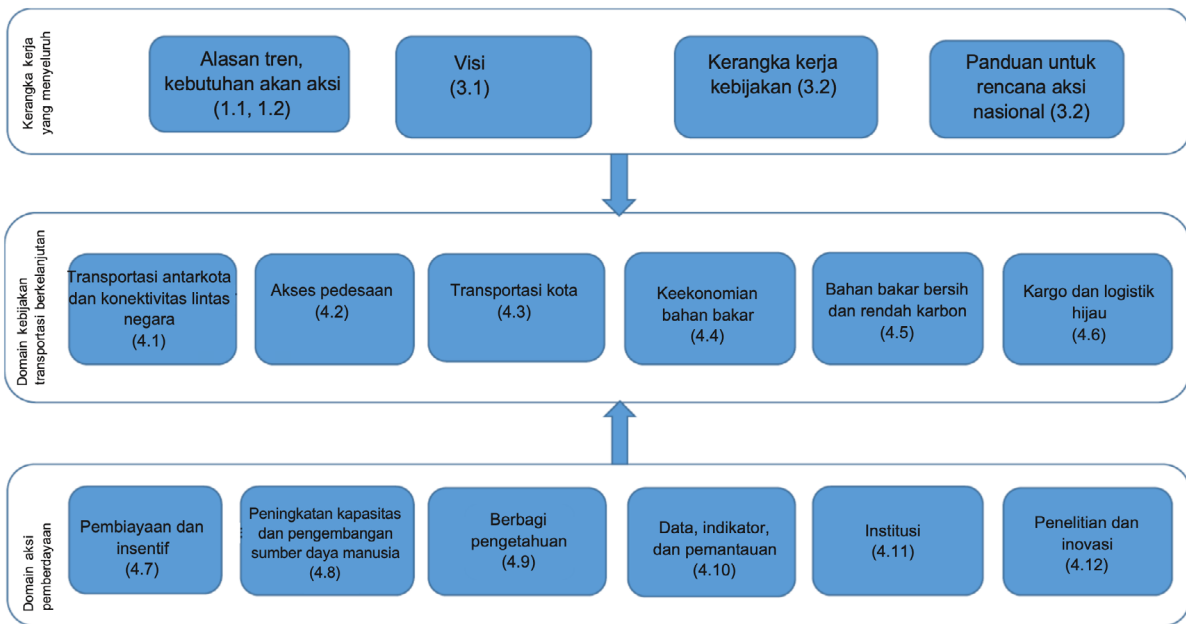 Kerangka kerja
yang menyeluruh
Alasan tren,
kebutuhan akan aksi
(1.1, 1.2)
Visi
(3.1)
Kerangka kerja
kebijakan (3.2)
Panduan untuk
rencana aksi
nasional (3.2)
Domain kebijakan
transportasi berkelanjutan
Transportasi antarkota
dan konektivitas lintas
negara
(4.1)
Akses pedesaan
(4.2)
Transportasi kota
(4.3)
Keekonomian
bahan bakar
(4.4)
Bahan bakar bersih
dan rendah karbon
(4.5)
Kargo dan logistik
hijau
(4.6)
Domain aksi
pemberdayaan
Pembiayaan dan
insentif
(4.7)
Peningkatan kapasitas
dan pengembangan
sumber daya manusia
(4.8)
Berbagi
pengetahuan
(4.9)
Data, indikator,
dan pemantauan
(4.10)
Institusi
(4.11)
Penelitian dan
inovasi
(4.12)